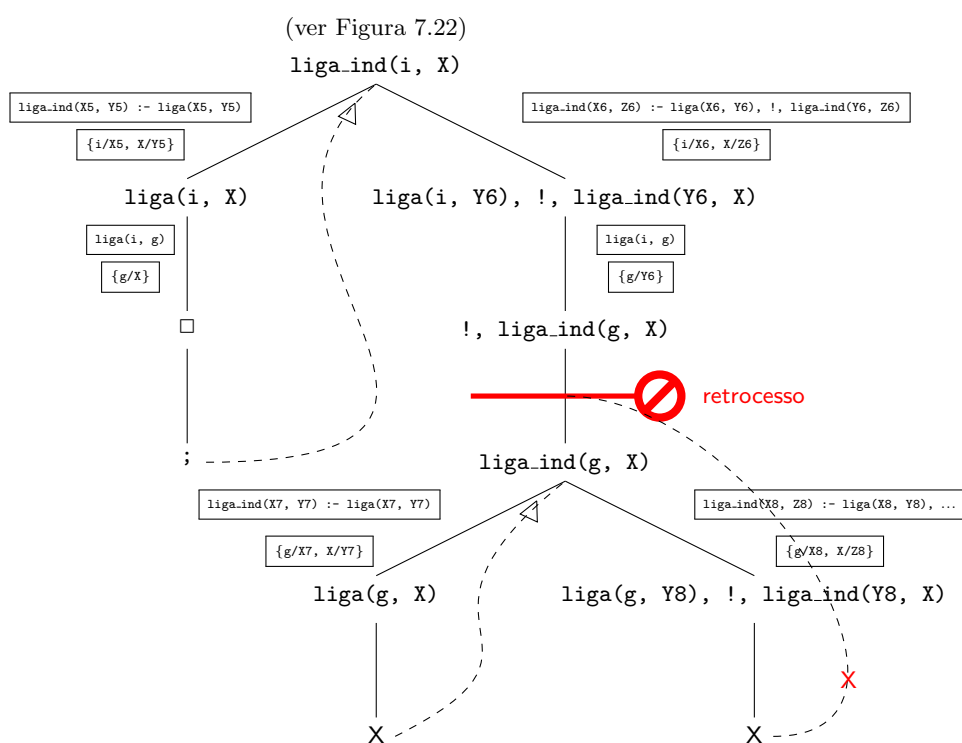 (ver Figura 7.22)
liga_ind(i, X)
liga_ind(X5, Y5) :- liga(X5, Y5)
liga_ind(X6, Z6) :- liga(X6, Y6), !, liga_ind(Y6, Z6)
{i/X5, X/Y5}
{i/X6, X/Z6}
liga(i, X)
liga(i, Y6), !, liga_ind(Y6, X)
liga(i, g)
liga(i, g)
{g/X}
{g/Y6}
□
!, liga_ind(g, X)
retrocesso
;
liga_ind(g, X)
liga_ind(X7, Y7) :- liga(X7, Y7)
liga_ind(X8, Z8) :- liga(X8, Y8), ...
{g/X7, X/Y7}
{g/X8, X/Z8}
liga(g, X)
liga(g, Y8), !, liga_ind(Y8, X)
X
X
X